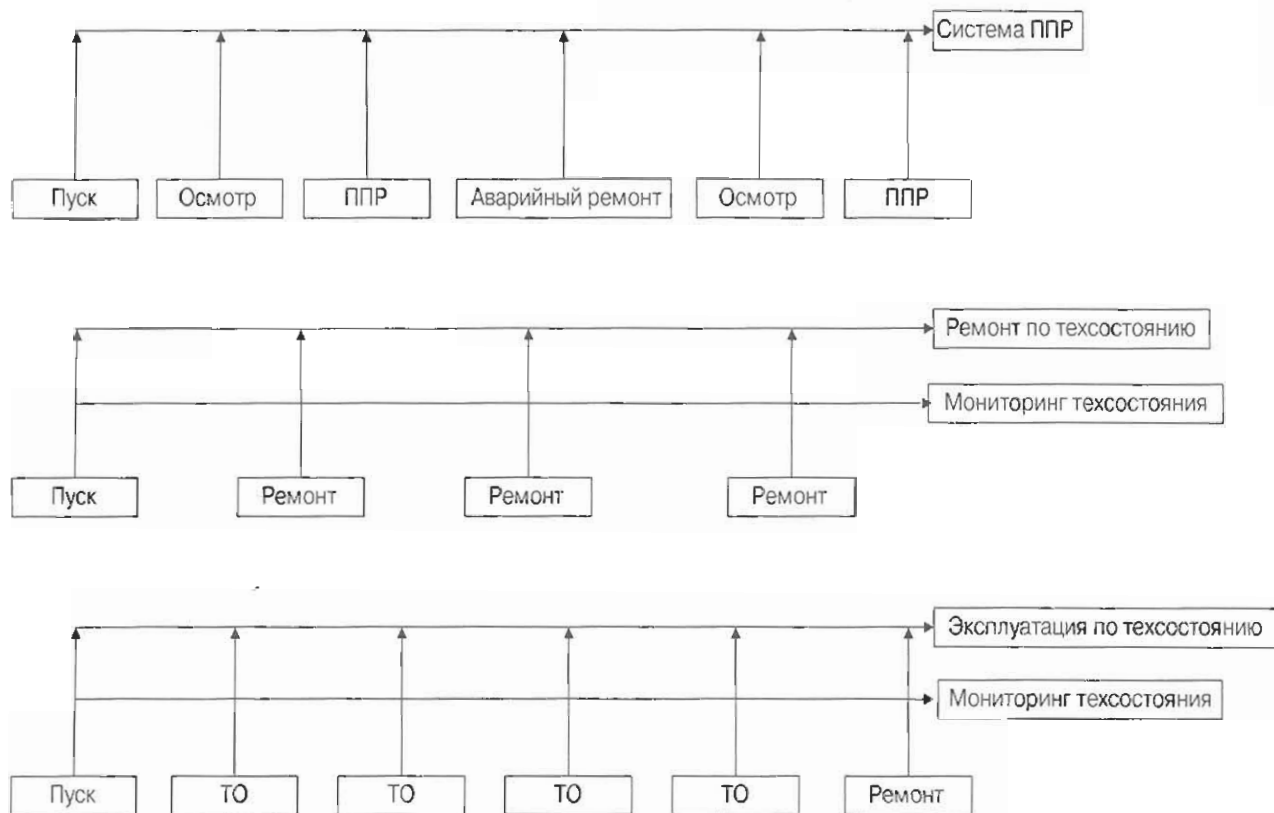 Система ППР
Пуск Осмотр ППР Аварийный ремонт Осмотр ППР
Ремонт по техсостоянию
Мониторинг техсостояния
Пуск Ремонт Ремонт Ремонт
Эксплуатация по техсостоянию
Мониторинг техсостояния
Пуск ТО ТО ТО ТО Ремонт